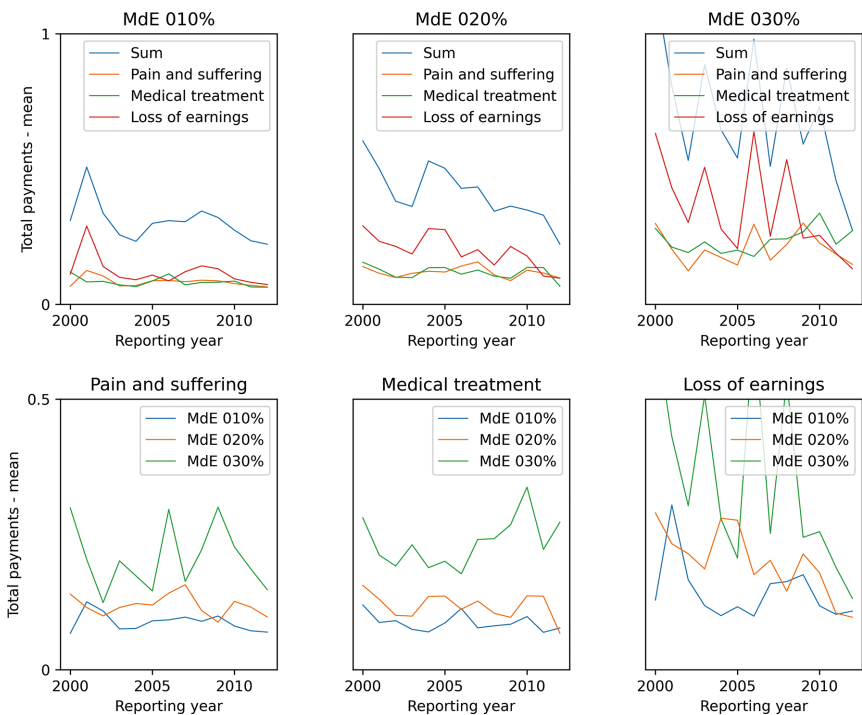 MdE 010%
MdE 020%
MdE 030%
Total payments - mean
1
0
Sum
Pain and suffering
Medical treatment
Loss of earnings
2000
2005
2010
Reporting year
Sum
Pain and suffering
Medical treatment
Loss of earnings
2000
2005
2010
Reporting year
Sum
Pain and suffering
Medical treatment
Loss of earnings
2000
2005
2010
Reporting year
Pain and suffering
Medical treatment
Loss of earnings
Total payments - mean
0.5
0
MdE 010%
MdE 020%
MdE 030%
2000
2005
2010
Reporting year
MdE 010%
MdE 020%
MdE 030%
2000
2005
2010
Reporting year
MdE 010%
MdE 020%
MdE 030%
2000
2005
2010
Reporting year